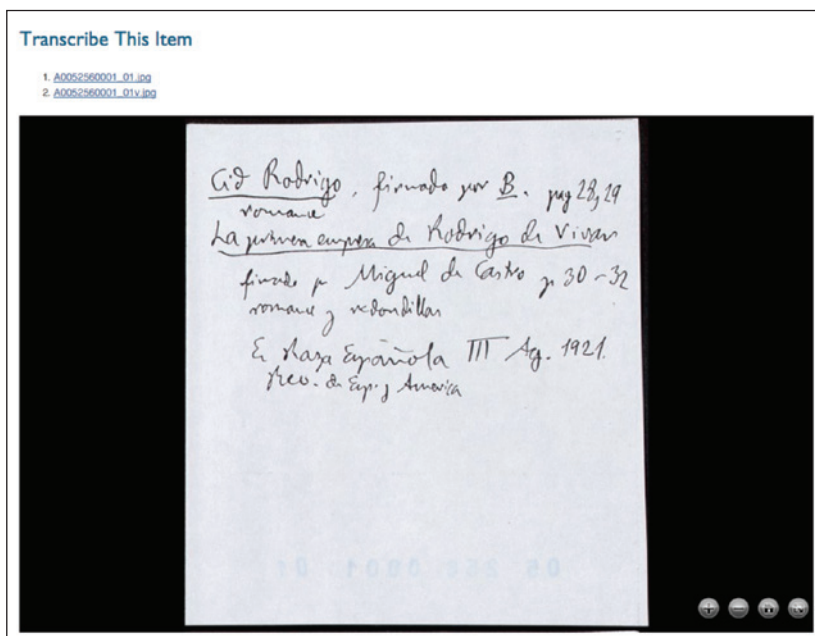 Transcribe This Item
1. A0052560001_01.jpg
2. A0052560001_01v.jpg
Cid Rodrigo, firmado por B. pag 28, 29
romance
La primera empresa de Rodrigo de Vivar
firmado p Miguel de Castro p 30-32
romance y redondillas
En Raza Española III Ag. 1921.
Rev. de Esp. y America